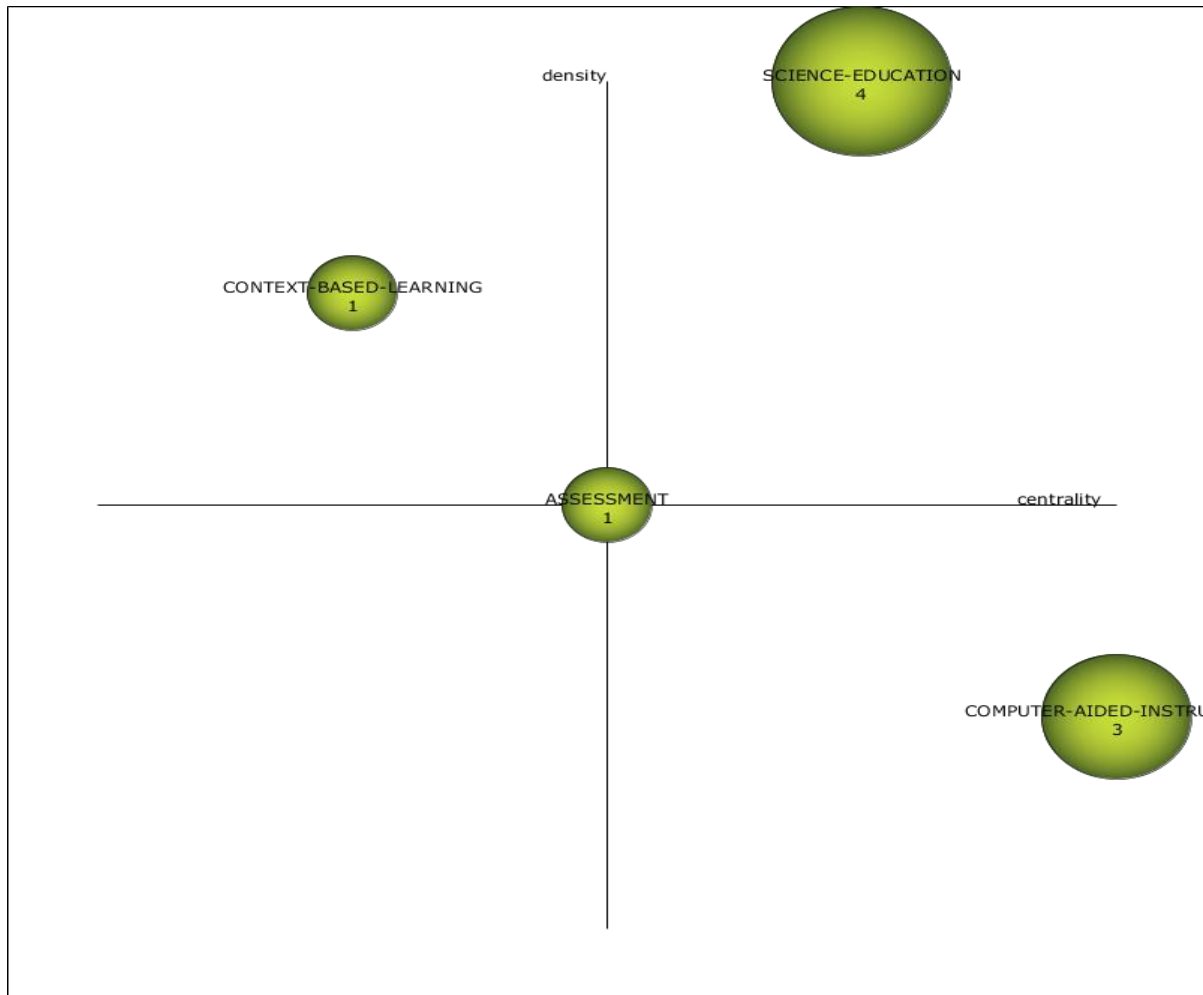 density
SCIENCE-EDUCATION
4
CONTEXT-BASED-LEARNING
1
ASSESSMENT
1
centrality
COMPUTER-AIDED-INSTRU
3